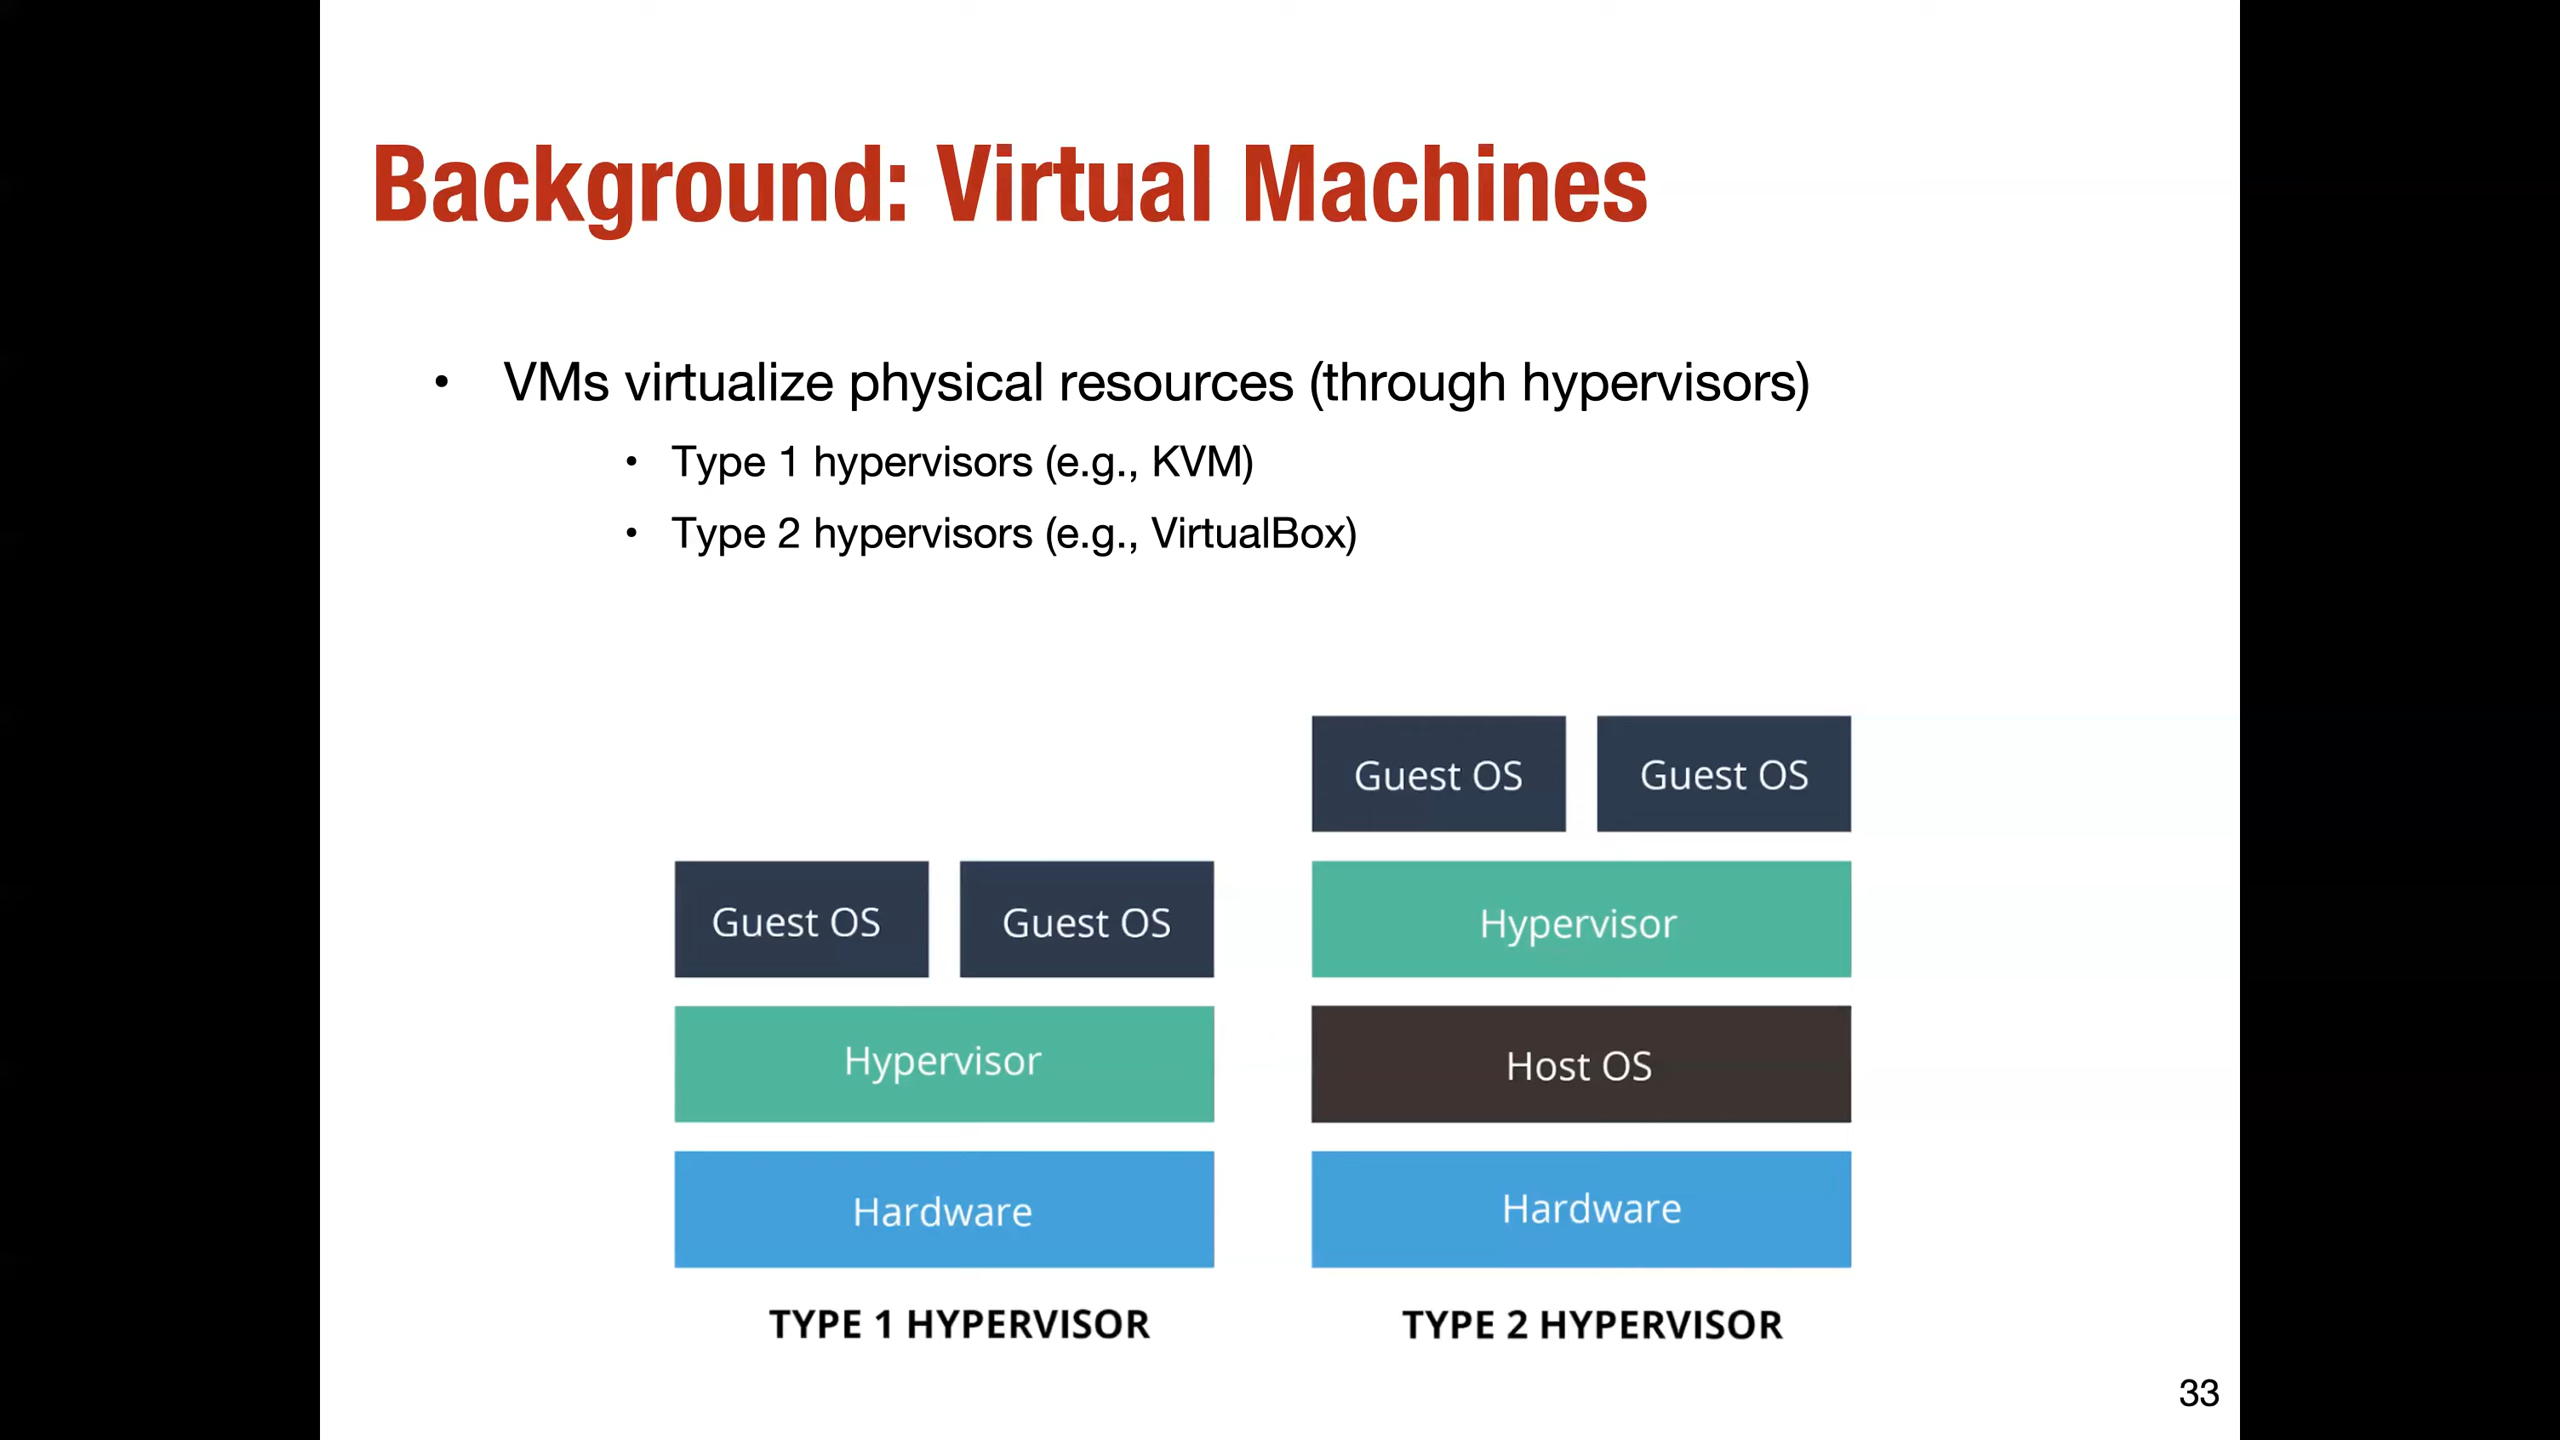 Background: Virtual Machines
• VMs virtualize physical resources (through hypervisors)
• Type 1 hypervisors (e.g., KVM)
• Type 2 hypervisors (e.g., VirtualBox)
Guest OS Guest OS
Hypervisor
Hardware
TYPE 1 HYPERVISOR
Guest OS Guest OS
Hypervisor
Host OS
Hardware
TYPE 2 HYPERVISOR
33